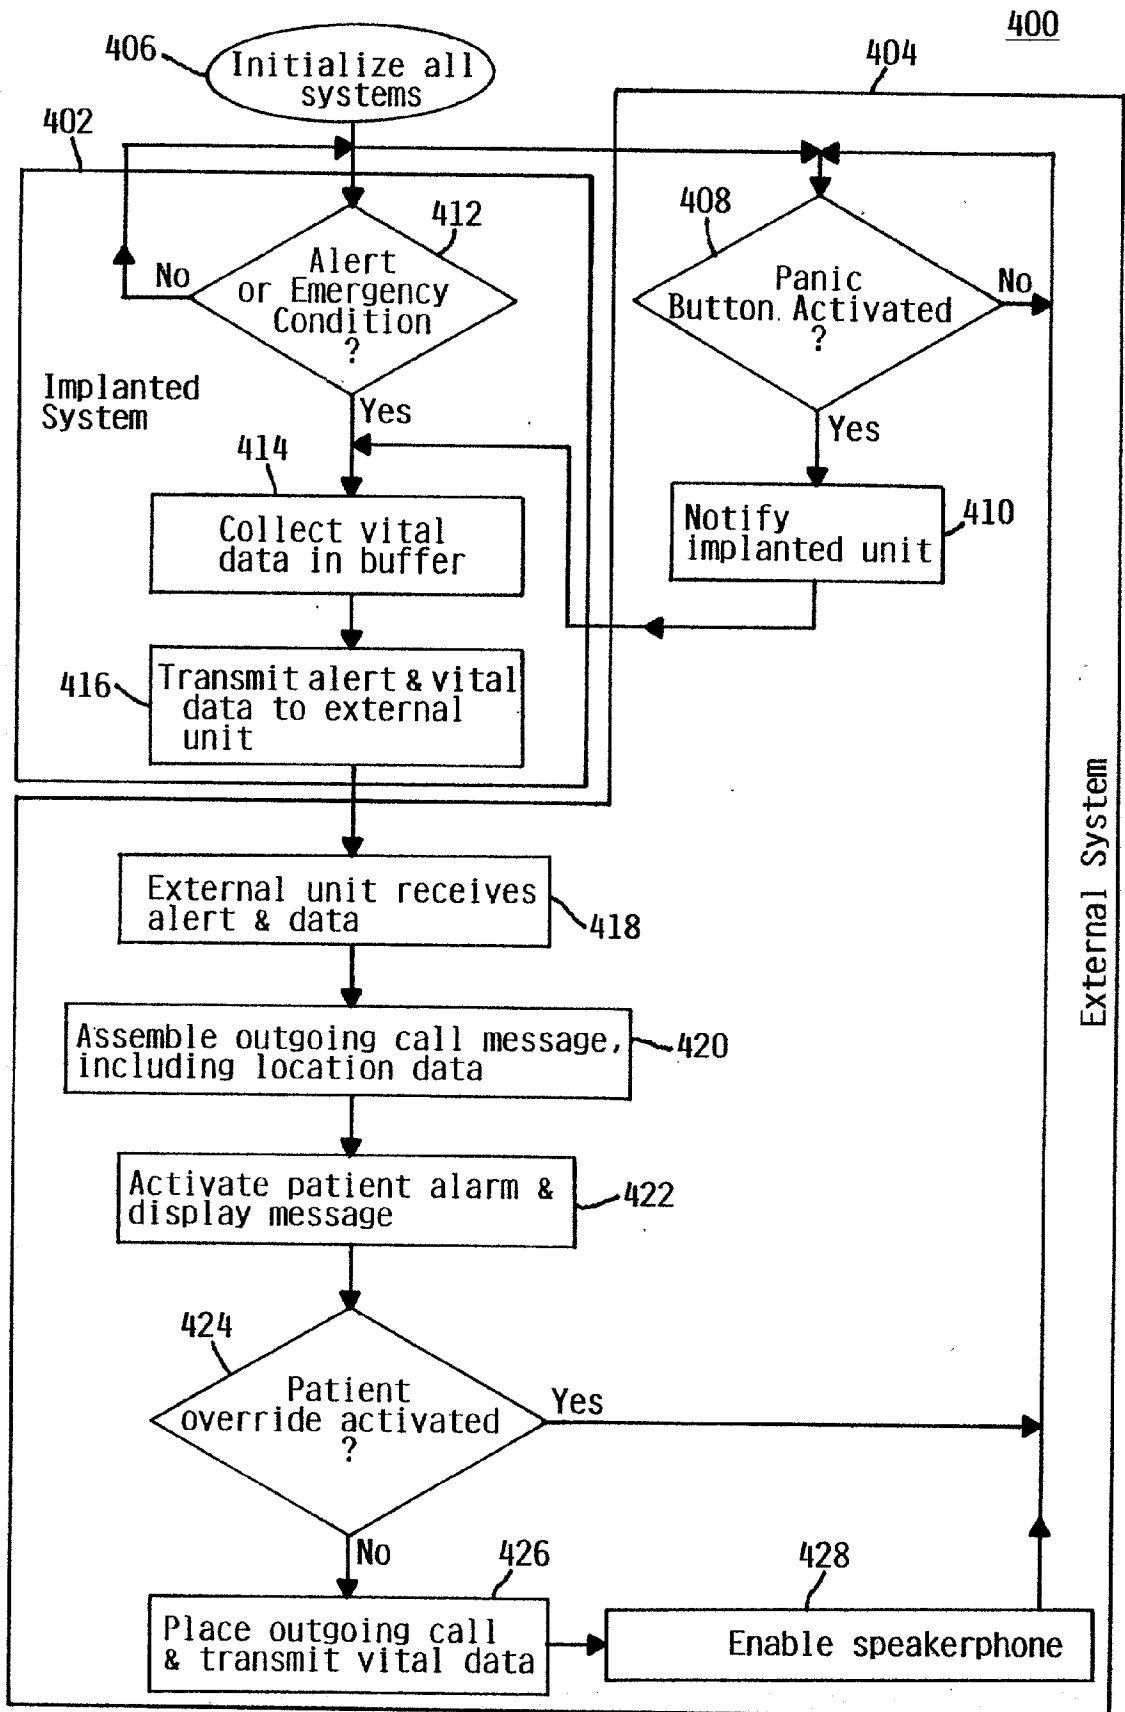 400
406
Initialize all
systems
404
402
412
408
Alert
or Emergency
Condition
?
No
Yes
Panic
Button Activated
?
No
Yes
Implanted
System
414
Collect vital
data in buffer
Notify
implanted unit
410
416
Transmit alert & vital
data to external
unit
External System
External unit receives
alert & data
418
Assemble outgoing call message,
including location data
420
Activate patient alarm &
display message
422
424
Patient
override activated
?
Yes
No
426
428
Place outgoing call
& transmit vital data
Enable speakerphone